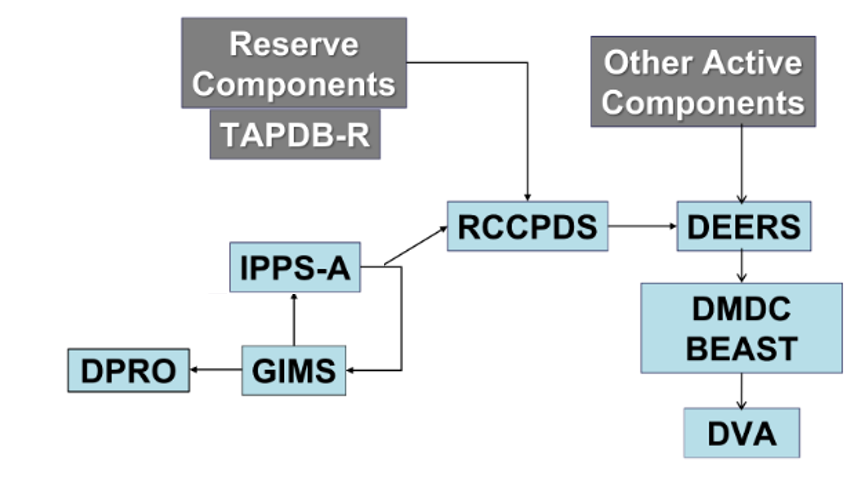 Reserve
Components
TAPDB-R
Other Active
Components
RCCPDS
DEERS
IPPS-A
DMDC
BEAST
DPRO
GIMS
DVA